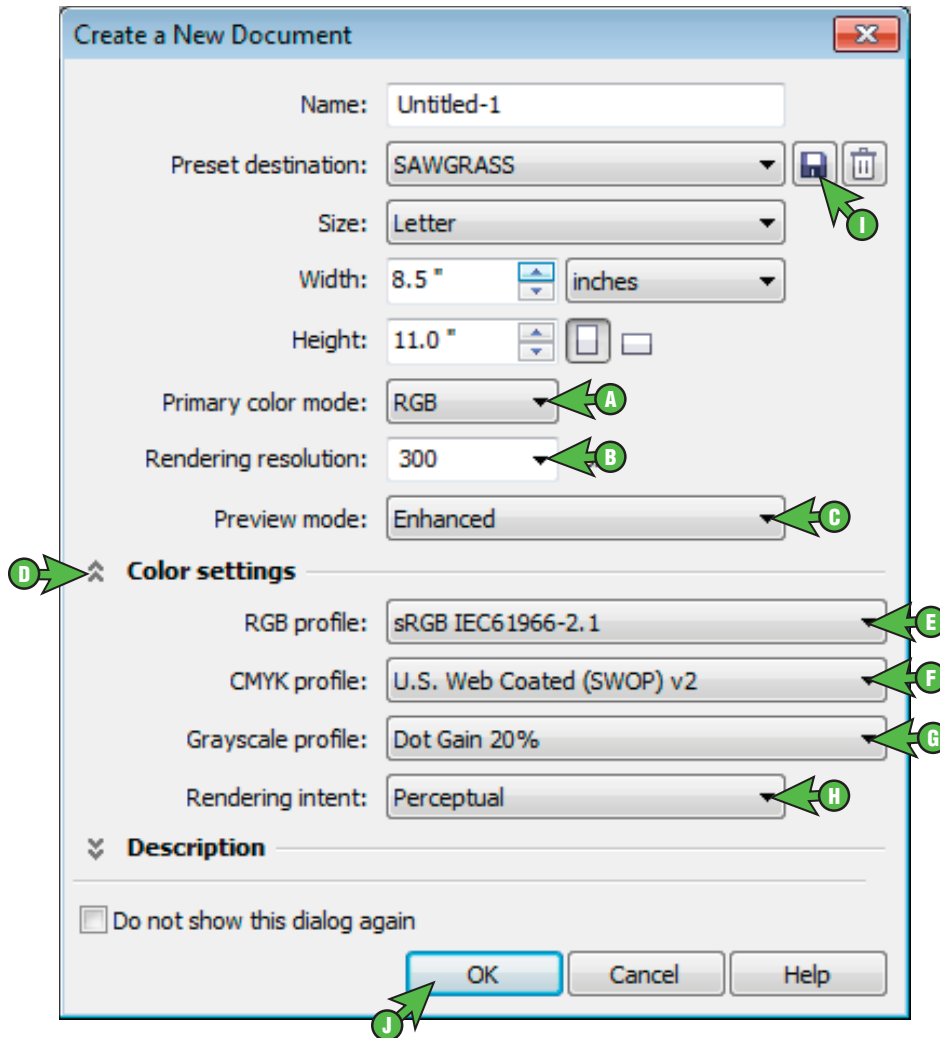 Create a New Document
Name: Untitled-1
Preset destination: SAWGRASS
I
Size: Letter
Width: 8.5 " inches
Height: 11.0 "
Primary color mode: RGB A
Rendering resolution: 300 B
Preview mode: Enhanced C
D Color settings
RGB profile: sRGB IEC61966-2.1 E
CMYK profile: U.S. Web Coated (SWOP) v2 F
Grayscale profile: Dot Gain 20% G
Rendering intent: Perceptual H
Description
Do not show this dialog again
OK Cancel Help
J